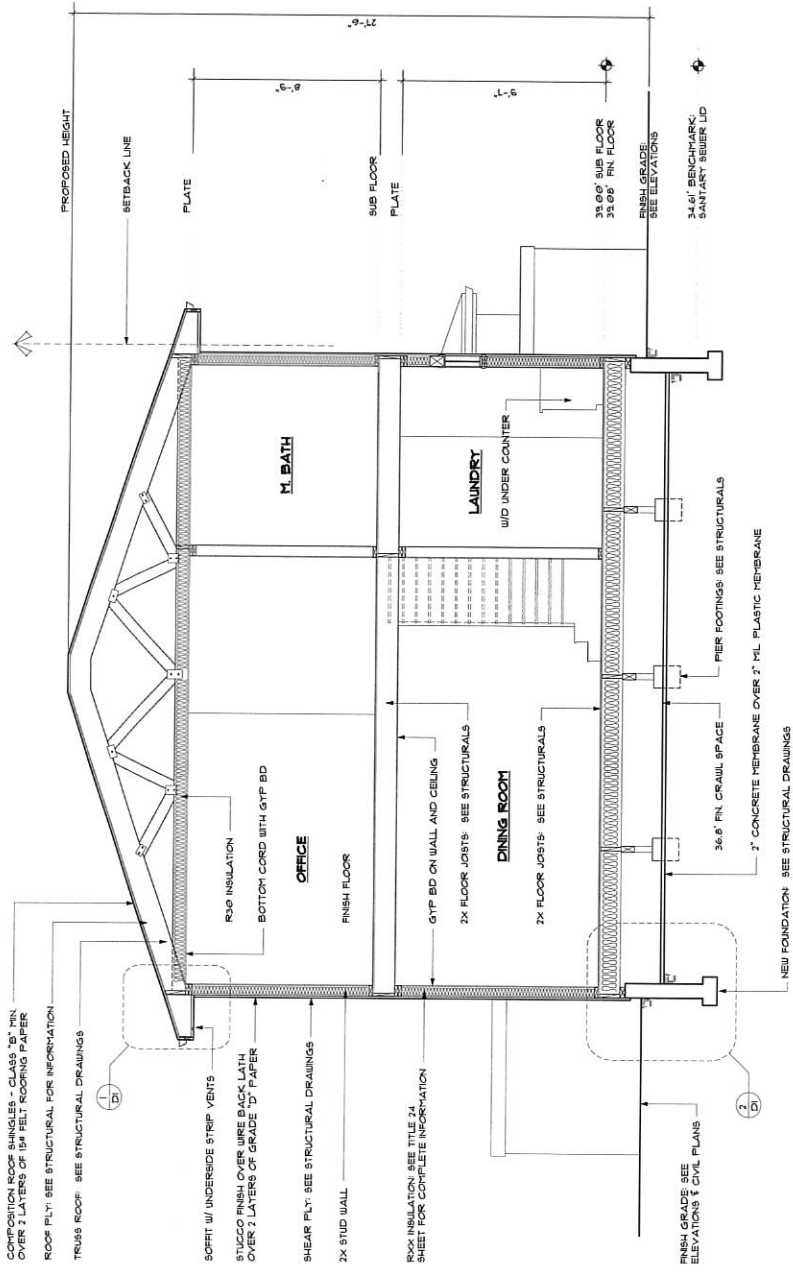 COMPOSITION ROOF SHINGLES - CLASS "B" MIN.
OVER 2 LAYERS OF 15# FELT ROOFING PAPER
ROOF PLY: SEE STRUCTURAL FOR INFORMATION
TRUSS ROOF: SEE STRUCTURAL DRAWINGS
1
D1
SOFFIT W/ UNDERSIDE STRIP VENTS
STUCCO FINISH OVER WIRE BACK LATH
OVER 2 LAYERS OF GRADE "D" PAPER
SHEAR PLY: SEE STRUCTURAL DRAWINGS
2X STUD WALL
RXX INSULATION: SEE TITLE 24
SHEET FOR COMPLETE INFORMATION
FINISH GRADE: SEE
ELEVATIONS & CIVIL PLANS
2
D1
NEW FOUNDATION: SEE STRUCTURAL DRAWINGS
R30 INSULATION
BOTTOM CORD WITH GYP BD
OFFICE
FINISH FLOOR
GYP BD ON WALL AND CEILING
2X FLOOR JOISTS: SEE STRUCTURALS
DINING ROOM
2X FLOOR JOISTS: SEE STRUCTURALS
36.8' FIN. CRAWL SPACE
2" CONCRETE MEMBRANE OVER 2" MIL PLASTIC MEMBRANE
PIER FOOTINGS: SEE STRUCTURALS
M. BATH
LAUNDRY
W/D UNDER COUNTER
PROPOSED HEIGHT
SETBACK LINE
PLATE
SUB FLOOR
PLATE
39.00' SUB FLOOR
39.08' FIN. FLOOR
FINISH GRADE:
SEE ELEVATIONS
34.61' BENCHMARK:
SANITARY SEWER LID
8'-9"
9'-1"
27'-6"